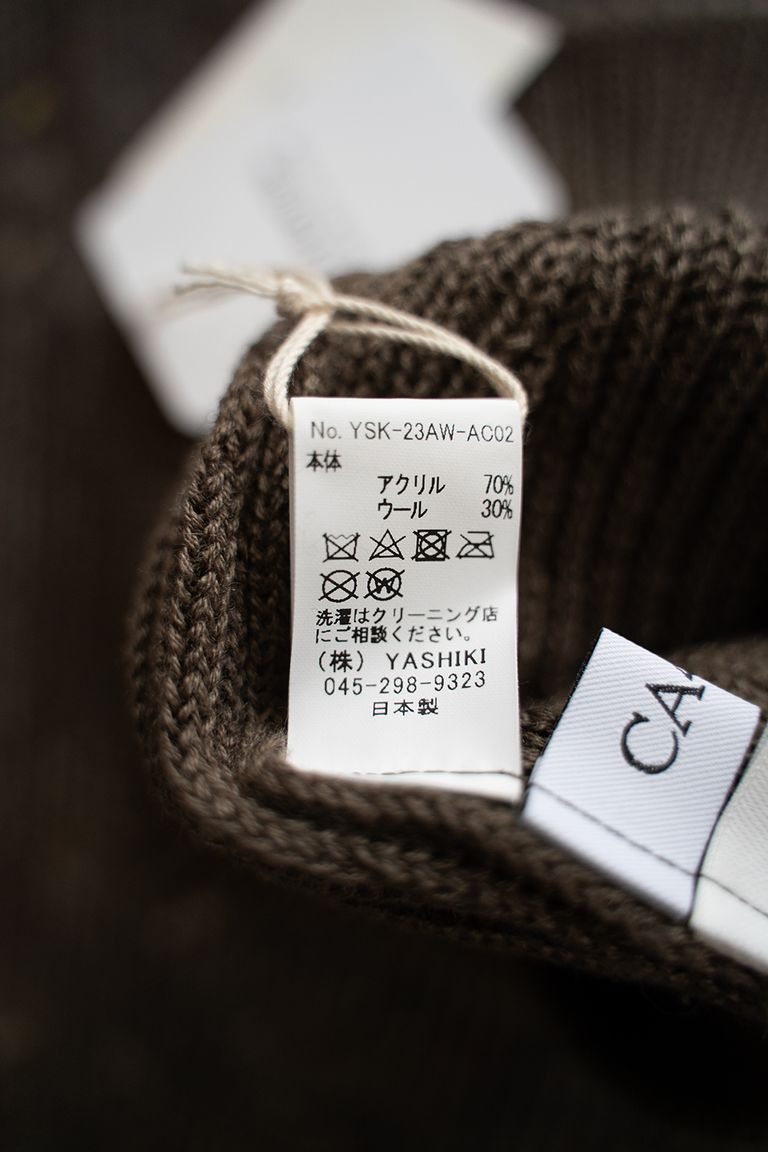 No. YSK-23AW-AC02
本体
アクリル 70%
ウール 30%
洗濯はクリーニング店
にご相談ください。
(株) YASHIKI
045-298-9323
日本製